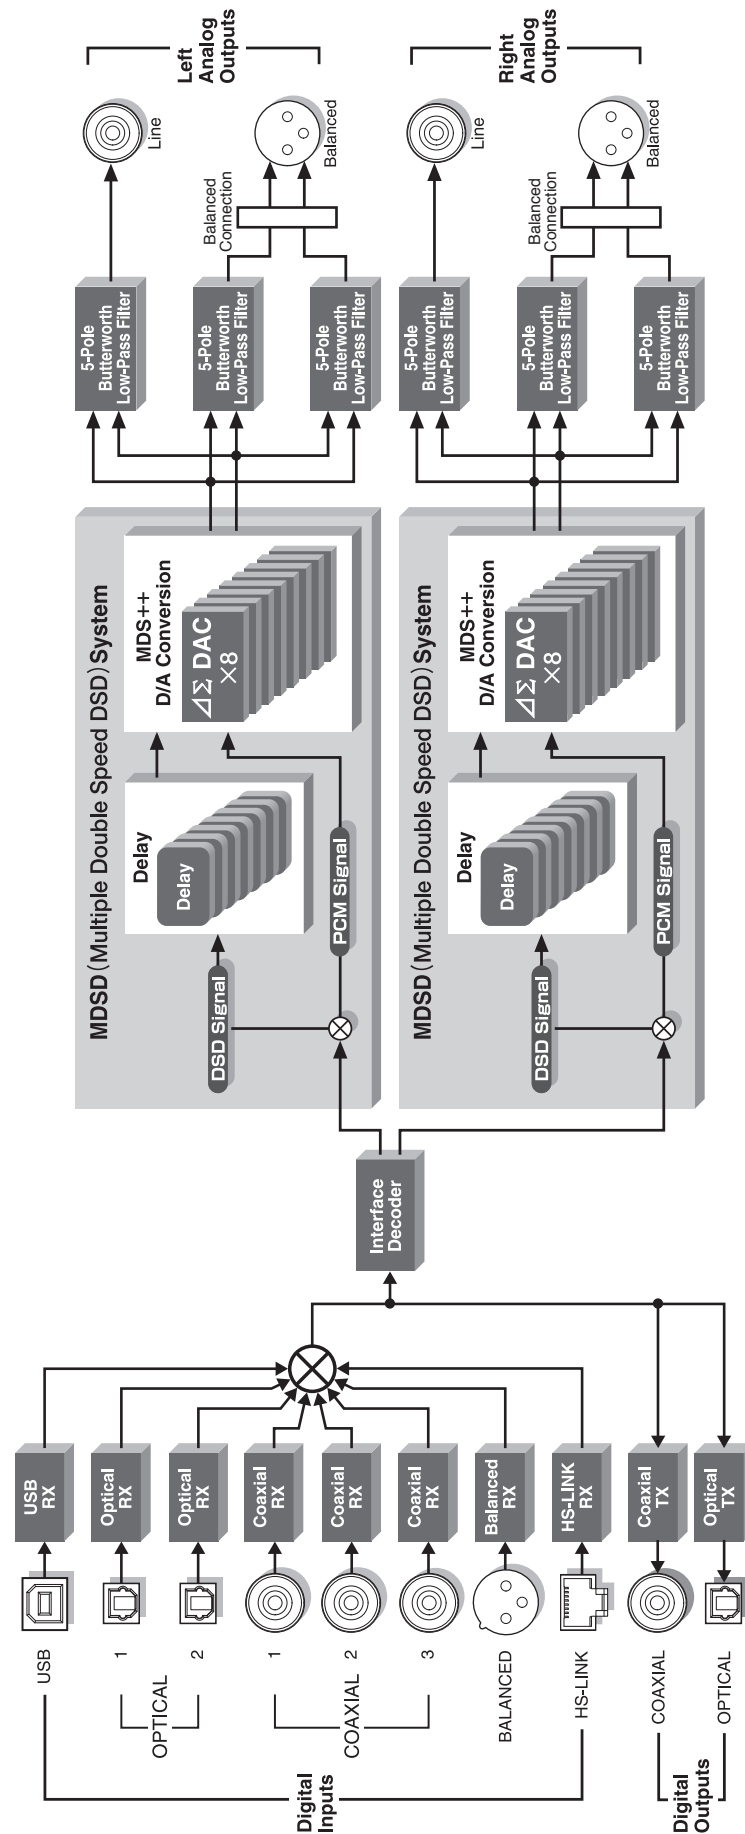 Digital
Inputs
USB
OPTICAL
1
2
COAXIAL
1
2
3
BALANCED
HS-LINK
Digital
Outputs
COAXIAL
OPTICAL
USB
RX
Optical
RX
Optical
RX
Coaxial
RX
Coaxial
RX
Coaxial
RX
Balanced
RX
HS-LINK
RX
Coaxial
TX
Optical
TX
Interface
Decoder
MDSD (Multiple Double Speed DSD) System
DSD Signal
PCM Signal
Delay
Delay
MDS++
D/A Conversion
ΔΣ DAC
×8
5-Pole
Butterworth
Low-Pass Filter
5-Pole
Butterworth
Low-Pass Filter
5-Pole
Butterworth
Low-Pass Filter
Balanced
Connection
Line
Balanced
Left
Analog
Outputs
MDSD (Multiple Double Speed DSD) System
DSD Signal
PCM Signal
Delay
Delay
MDS++
D/A Conversion
ΔΣ DAC
×8
5-Pole
Butterworth
Low-Pass Filter
5-Pole
Butterworth
Low-Pass Filter
5-Pole
Butterworth
Low-Pass Filter
Balanced
Connection
Line
Balanced
Right
Analog
Outputs